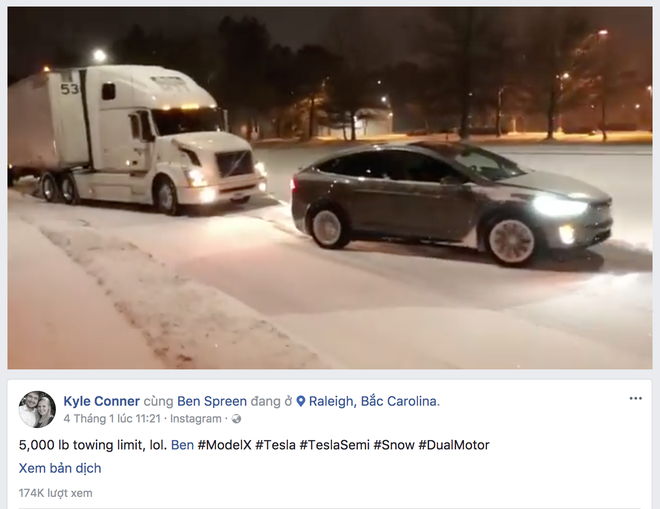 53
Kyle Conner cùng Ben Spreen đang ở Raleigh, Bắc Carolina.
4 Tháng 1 lúc 11:21 · Instagram ·
5,000 lb towing limit, lol. Ben #ModelX #Tesla #TeslaSemi #Snow #DualMotor
Xem bản dịch
174K lượt xem